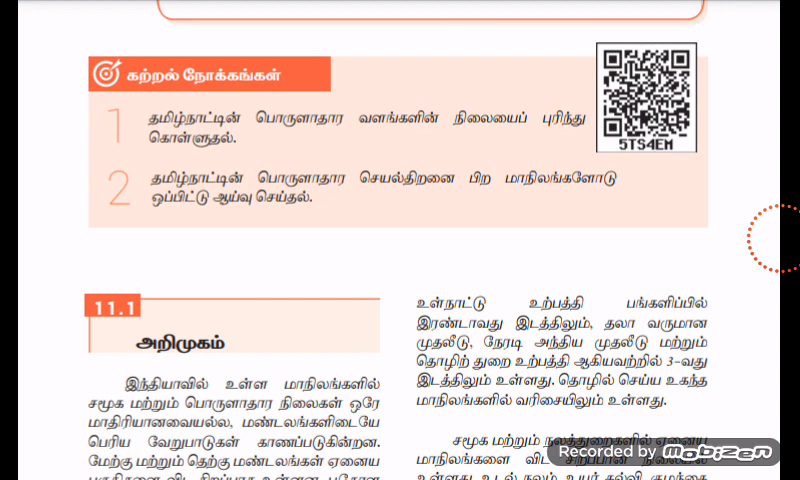 கற்றல் நோக்கங்கள்
1 தமிழ்நாட்டின் பொருளாதார வளங்களின் நிலையைப் புரிந்து
கொள்ளுதல்.
2 தமிழ்நாட்டின் பொருளாதார செயல்திறனை பிற மாநிலங்களோடு
ஒப்பிட்டு ஆய்வு செய்தல்.
5TS4EM
11.1
அறிமுகம்
இந்தியாவில் உள்ள மாநிலங்களில்
சமூக மற்றும் பொருளாதார நிலைகள் ஒரே
மாதிரியானவையல்ல, மண்டலங்களிடையே
பெரிய வேறுபாடுகள் காணப்படுகின்றன.
மேற்கு மற்றும் தெற்கு மண்டலங்கள் ஏனைய
உள்நாட்டு உற்பத்தி பங்களிப்பில்
இரண்டாவது இடத்திலும், தலா வருமான
முதலீடு, நேரடி அந்திய முதலீடு மற்றும்
தொழிற் துறை உற்பத்தி ஆகியவற்றில் 3-வது
இடத்திலும் உள்ளது. தொழில் செய்ய உகந்த
மாநிலங்களில் வரிசையிலும் உள்ளது.
சமூக மற்றும் நலத்துறைகளில் ஏனைய
மாநிலங்களை விட சிறப்பான நிலையில்
Recorded by mobizen